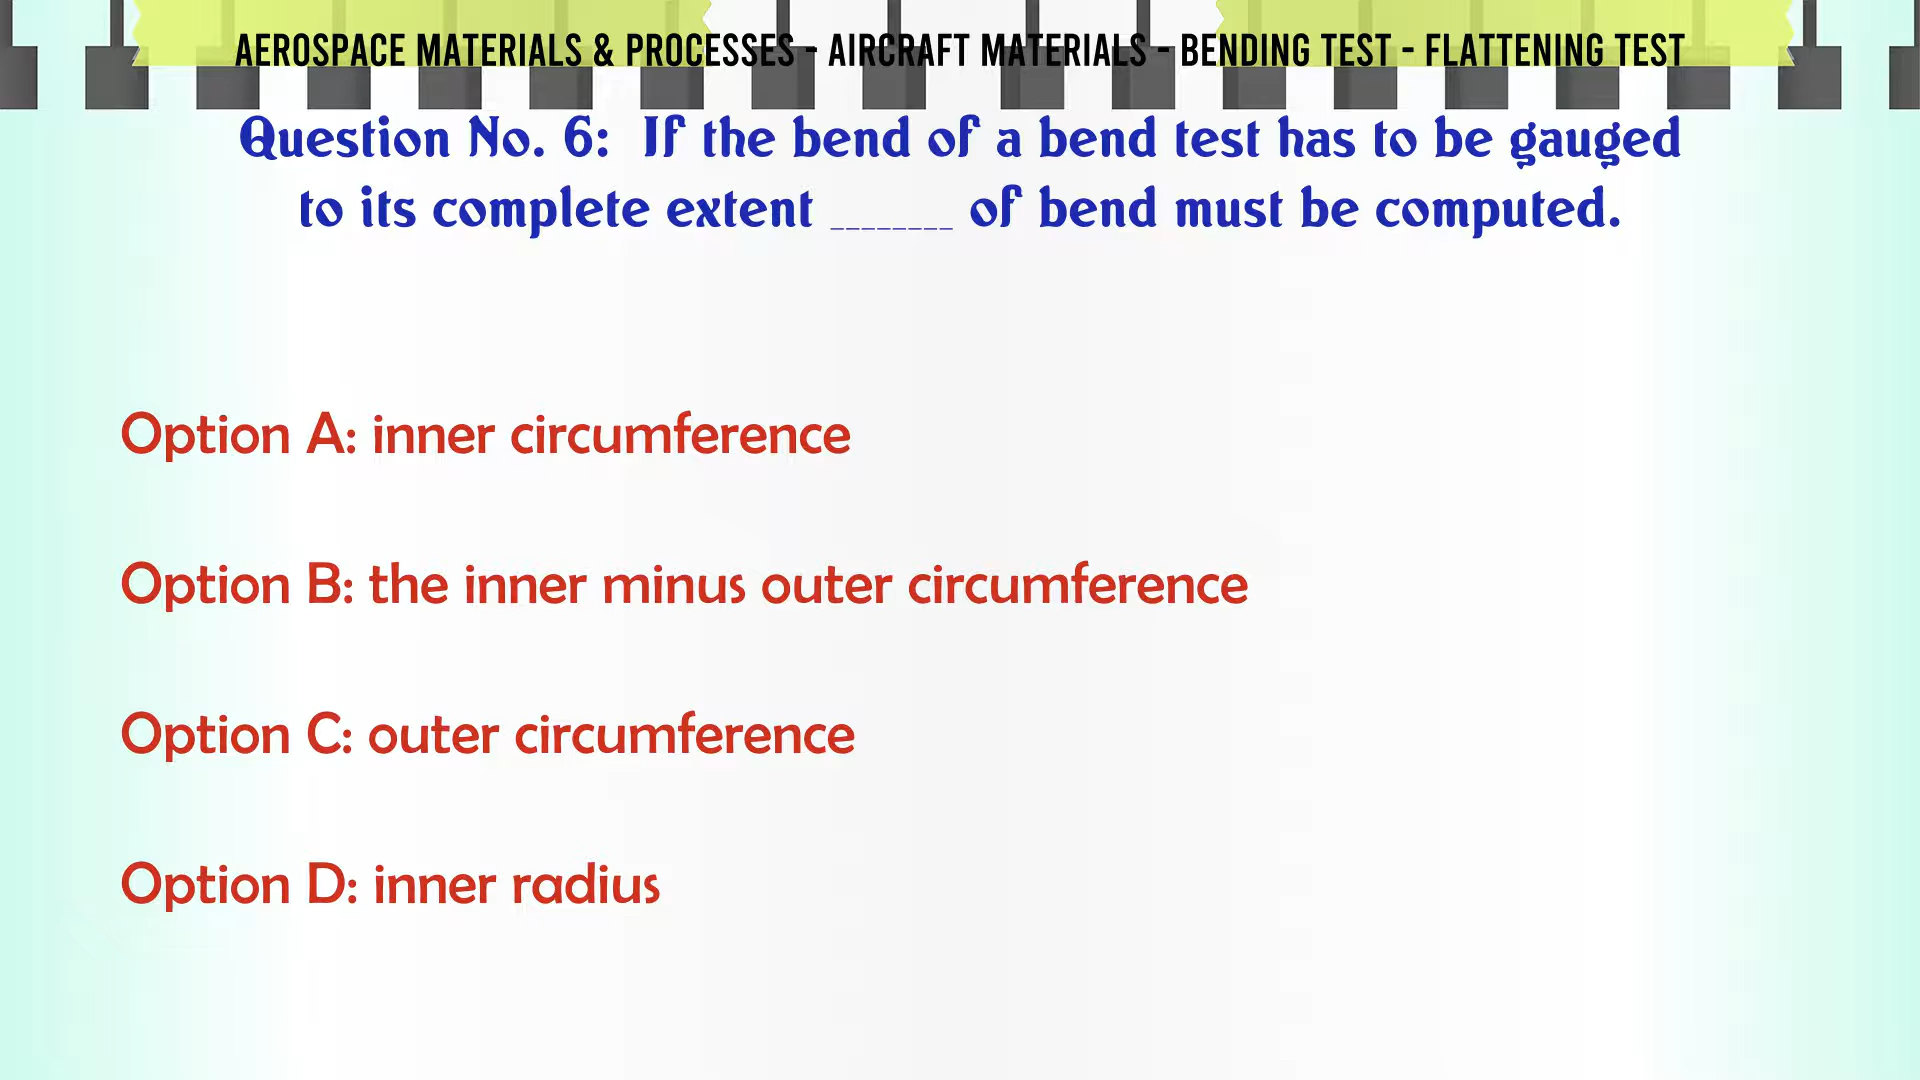 AEROSPACE MATERIALS & PROCESSES - AIRCRAFT MATERIALS - BENDING TEST - FLATTENING TEST
Question No. 6: If the bend of a bend test has to be gauged
to its complete extent ________ of bend must be computed.
Option A: inner circumference
Option B: the inner minus outer circumference
Option C: outer circumference
Option D: inner radius